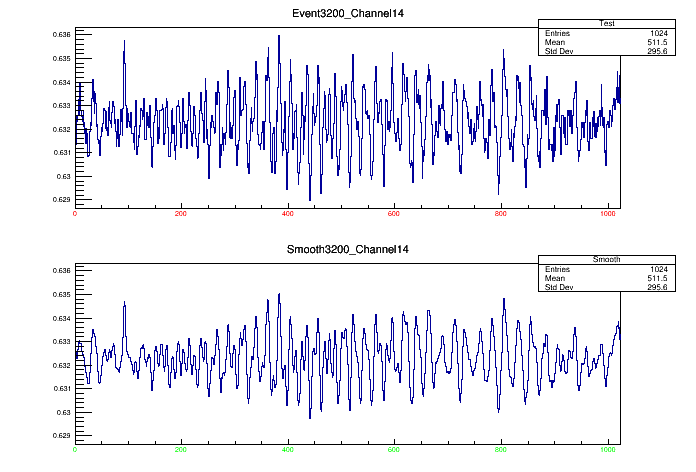 Event3200_Channel14
Test
Entries 1024
Mean 511.5
Std Dev 295.6
0.636
0.635
0.634
0.633
0.632
0.631
0.63
0.629
0 200 400 600 800 1000
Smooth3200_Channel14
Smooth
Entries 1024
Mean 511.5
Std Dev 295.6
0.636
0.635
0.634
0.633
0.632
0.631
0.63
0.629
0 200 400 600 800 1000